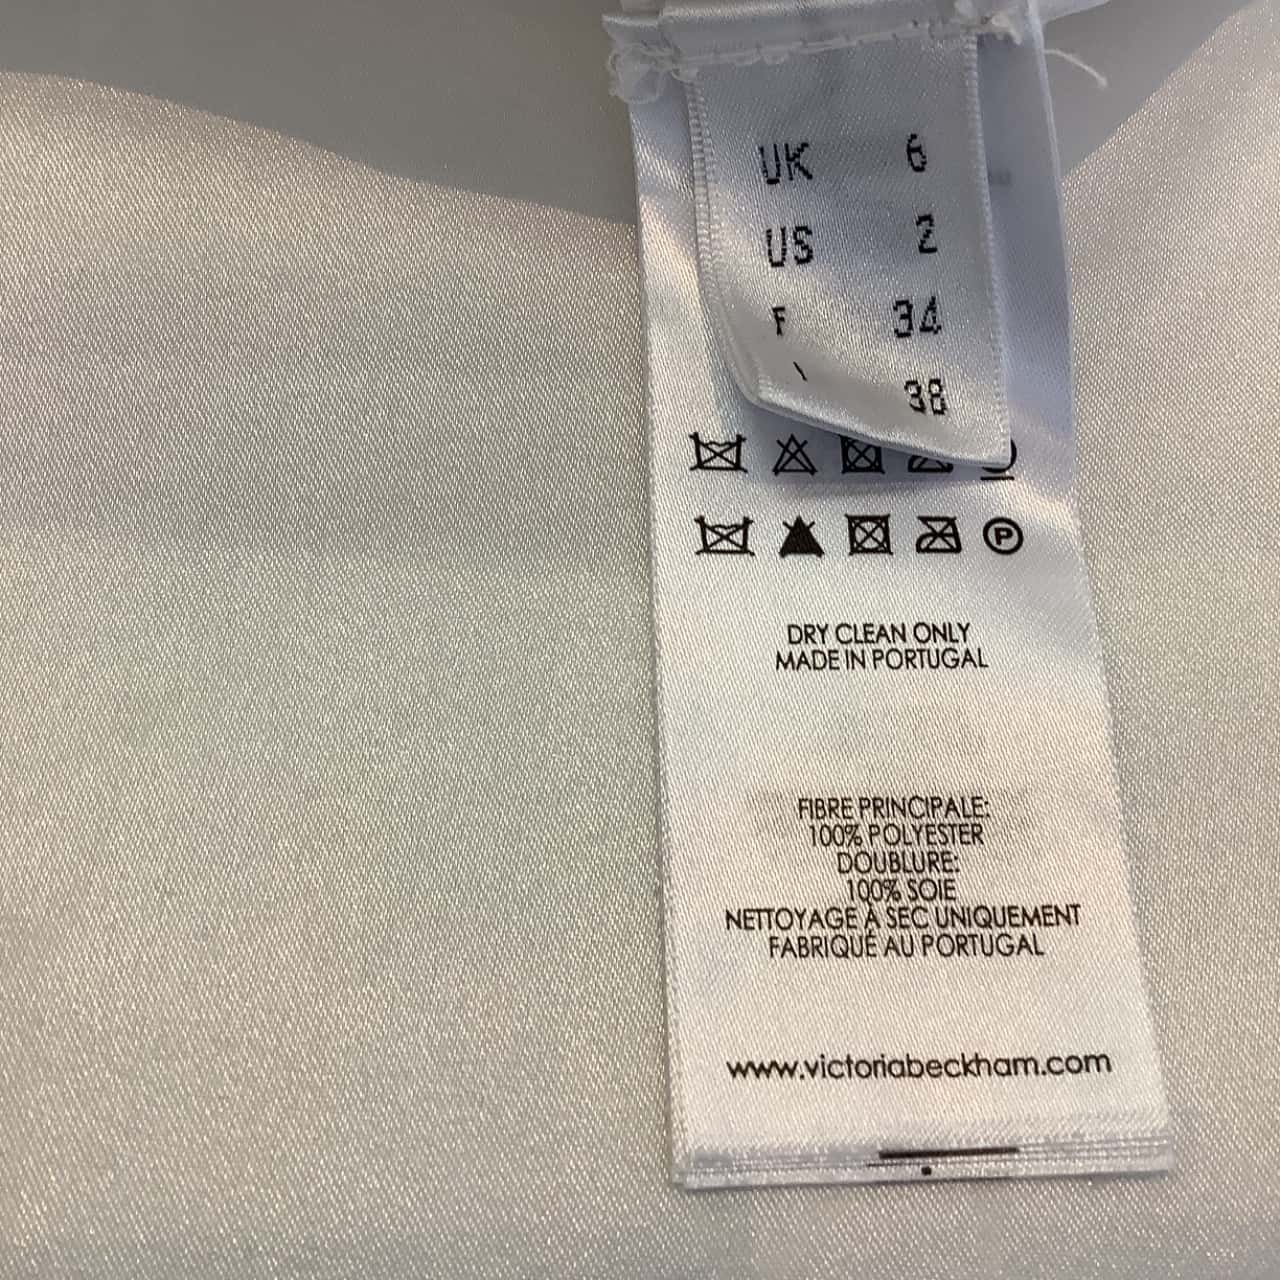 UK 6
US 2
F 34
38
P
DRY CLEAN ONLY
MADE IN PORTUGAL
FIBRE PRINCIPALE:
100% POLYESTER
DOUBLURE:
100% SOIE
NETTOYAGE À SEC UNIQUEMENT
FABRIQUÉ AU PORTUGAL
www.victoriabeckham.com